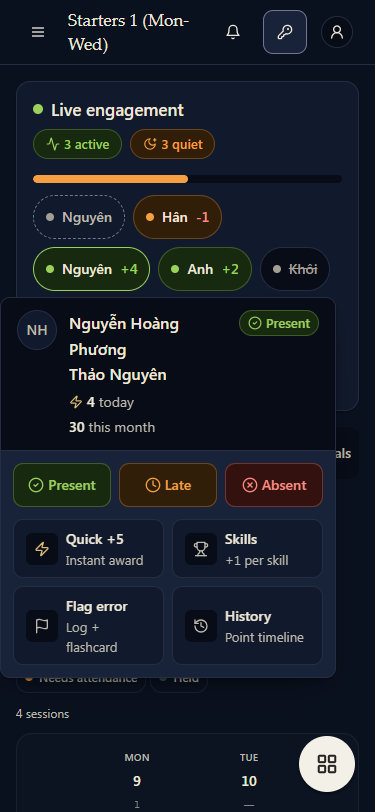 Starters 1 (Mon-
Wed)
Live engagement
3 active
3 quiet
Nguyên
Hân -1
Nguyên +4
Anh +2
Khôi
NH
Nguyễn Hoàng
Phương
Thảo Nguyên
Present
4 today
30 this month
als
Present
Late
Absent
Quick +5
Instant award
Skills
+1 per skill
Flag error
Log +
flashcard
History
Point timeline
Needs attendance
Held
4 sessions
MON
TUE
9
10
1
—